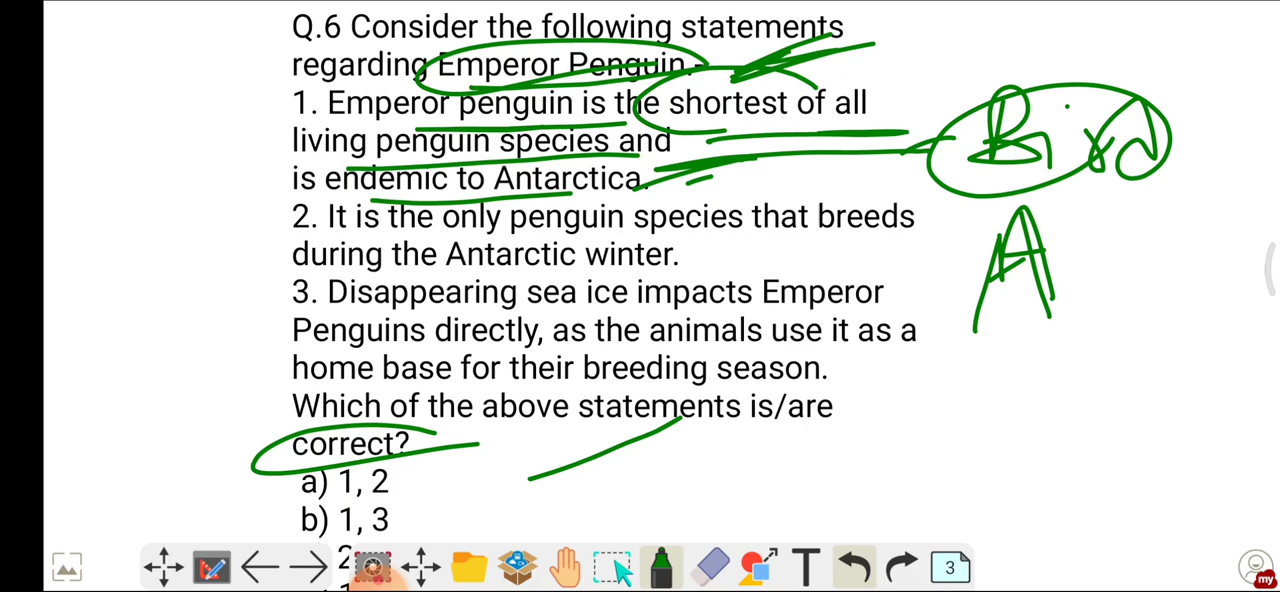 Q.6 Consider the following statements
regarding Emperor Penguin.-
1. Emperor penguin is the shortest of all
living penguin species and
is endemic to Antarctica.
2. It is the only penguin species that breeds
during the Antarctic winter.
3. Disappearing sea ice impacts Emperor
Penguins directly, as the animals use it as a
home base for their breeding season.
Which of the above statements is/are
correct?
a) 1, 2
b) 1, 3
2
Bird
A
T
3
my